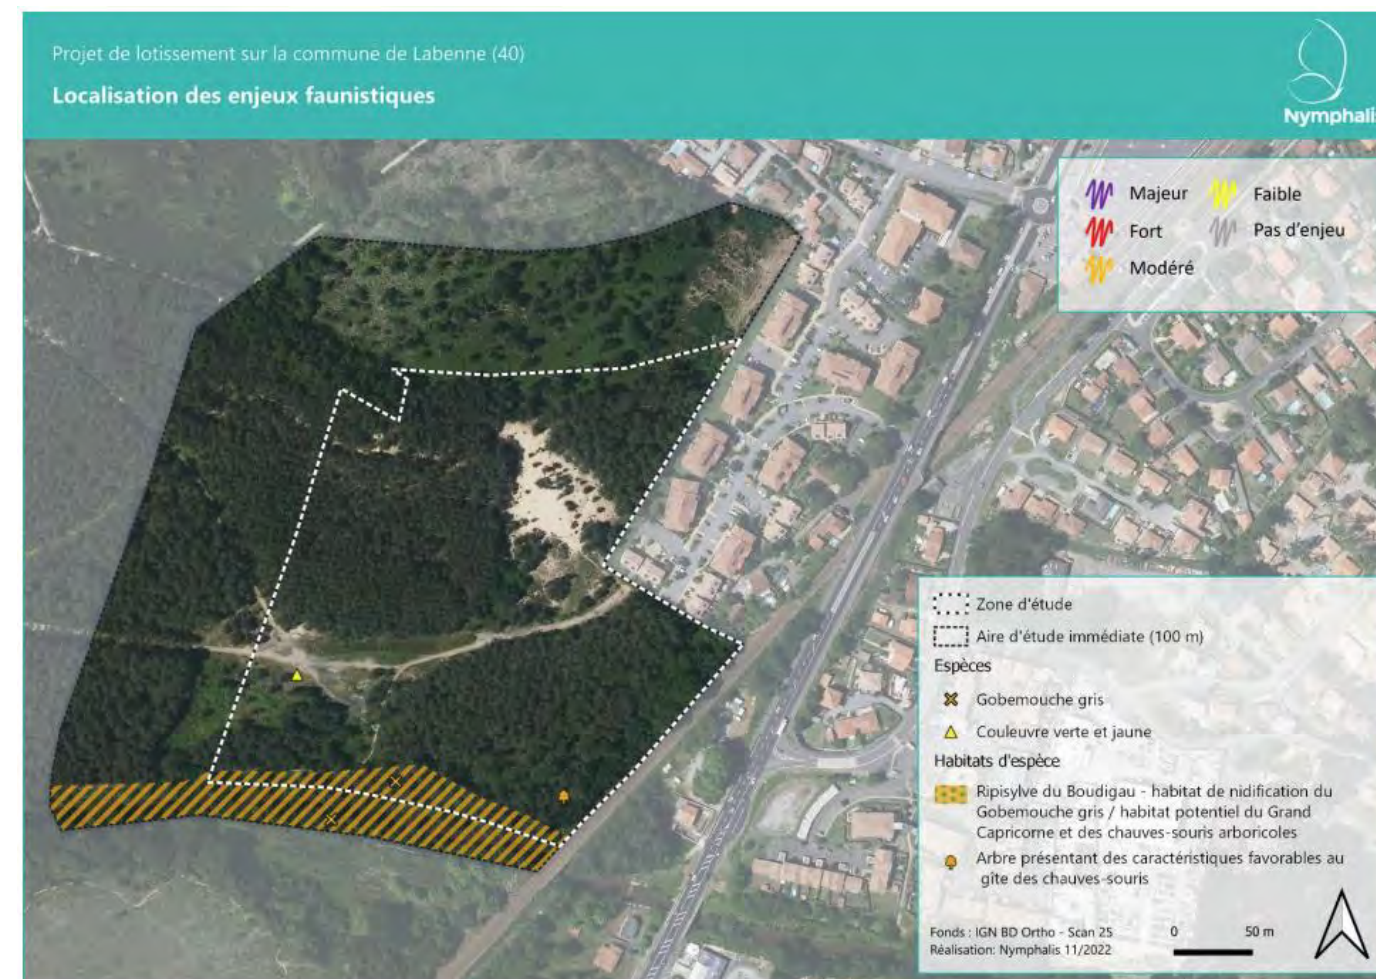 Projet de lotissement sur la commune de Labenne (40)
Localisation des enjeux faunistiques
Nymphalis
Majeur
Faible
Fort
Pas d'enjeu
Modéré
Zone d'étude
Aire d'étude immédiate (100 m)
Espèces
Gobemouche gris
Couleuvre verte et jaune
Habitats d'espèce
Ripisylve du Boudigau - habitat de nidification du
Gobemouche gris / habitat potentiel du Grand
Capricorne et des chauves-souris arboricoles
Arbre présentant des caractéristiques favorables au
gîte des chauves-souris
Fonds : IGN BD Ortho - Scan 25
Réalisation: Nymphalis 11/2022
0 50 m